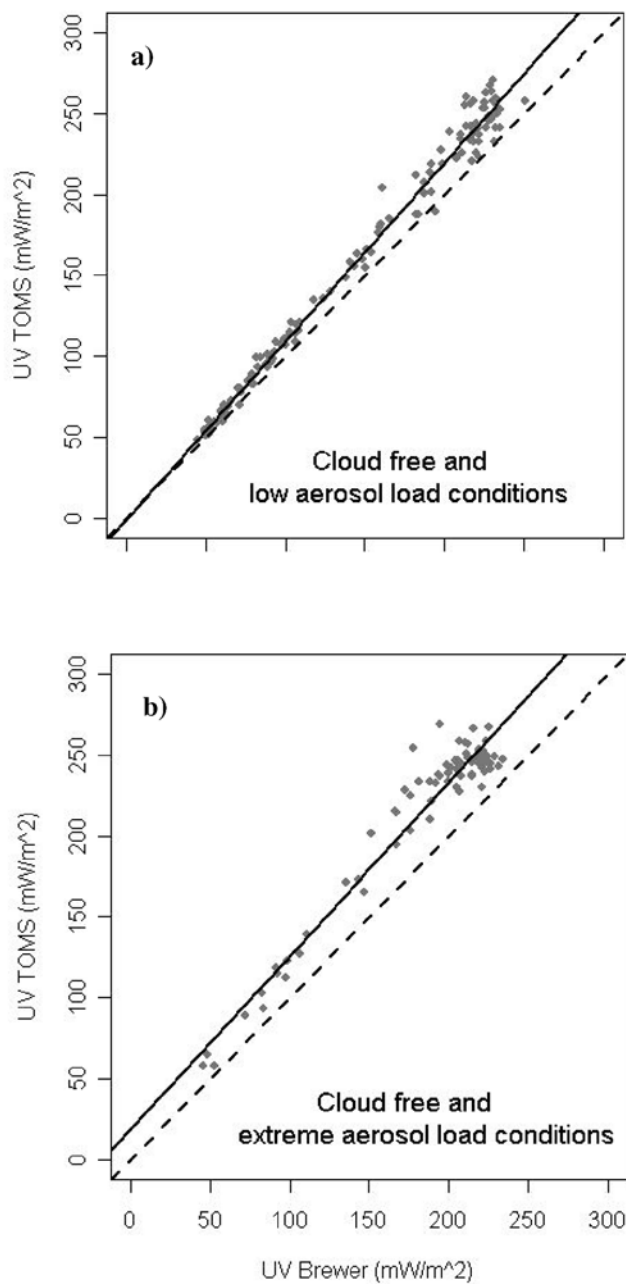 a)
UV TOMS (mW/m^2)
300
250
200
150
100
50
0
Cloud free and
low aerosol load conditions
b)
UV TOMS (mW/m^2)
300
250
200
150
100
50
0
Cloud free and
extreme aerosol load conditions
0 50 100 150 200 250 300
UV Brewer (mW/m^2)